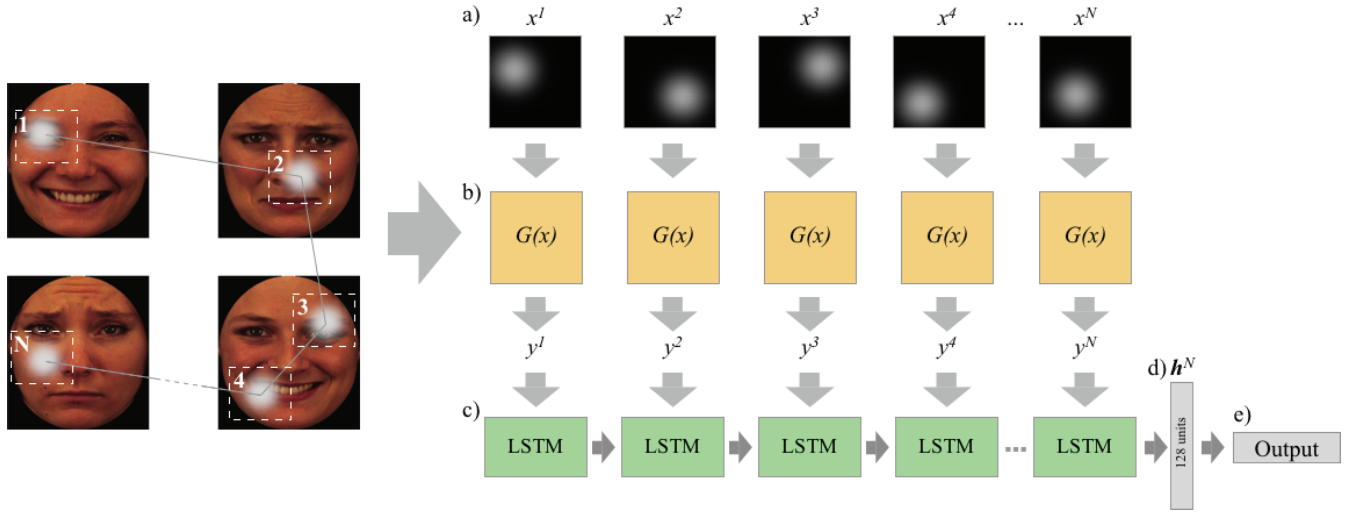 1
2
N
3
4
a) x¹ x² x³ x⁴ ... xᴺ
b) G(x) G(x) G(x) G(x) G(x)
y¹ y² y³ y⁴ yᴺ
d) hᴺ
c) LSTM LSTM LSTM LSTM LSTM
128 units
e)
Output